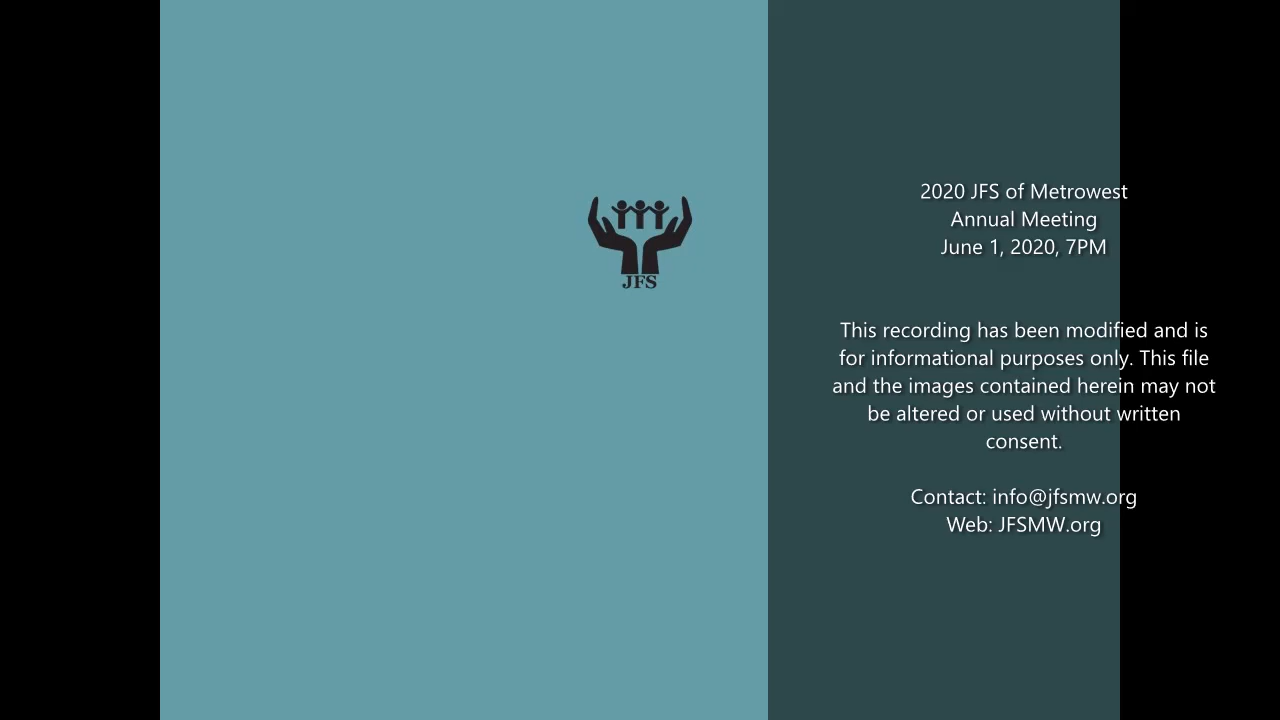 JFS
2020 JFS of Metrowest
Annual Meeting
June 1, 2020, 7PM
This recording has been modified and is
for informational purposes only. This file
and the images contained herein may not
be altered or used without written
consent.
Contact: info@jfsmw.org
Web: JFSMW.org